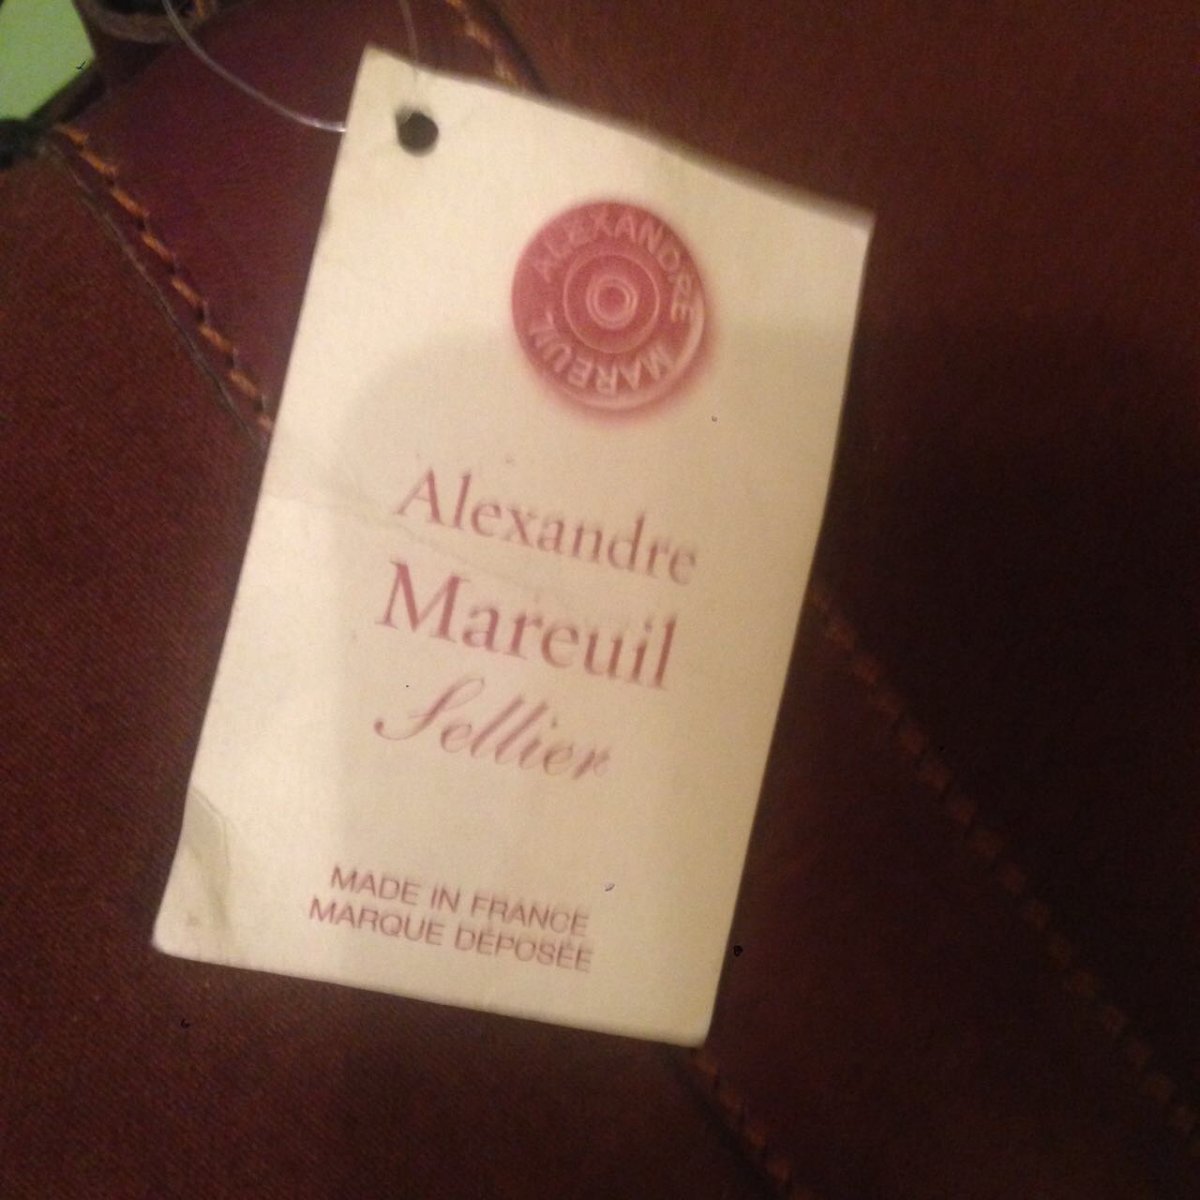 ALEXANDRE
MAREUIL
Alexandre
Mareuil
Sellier
MADE IN FRANCE
MARQUE DÉPOSÉE